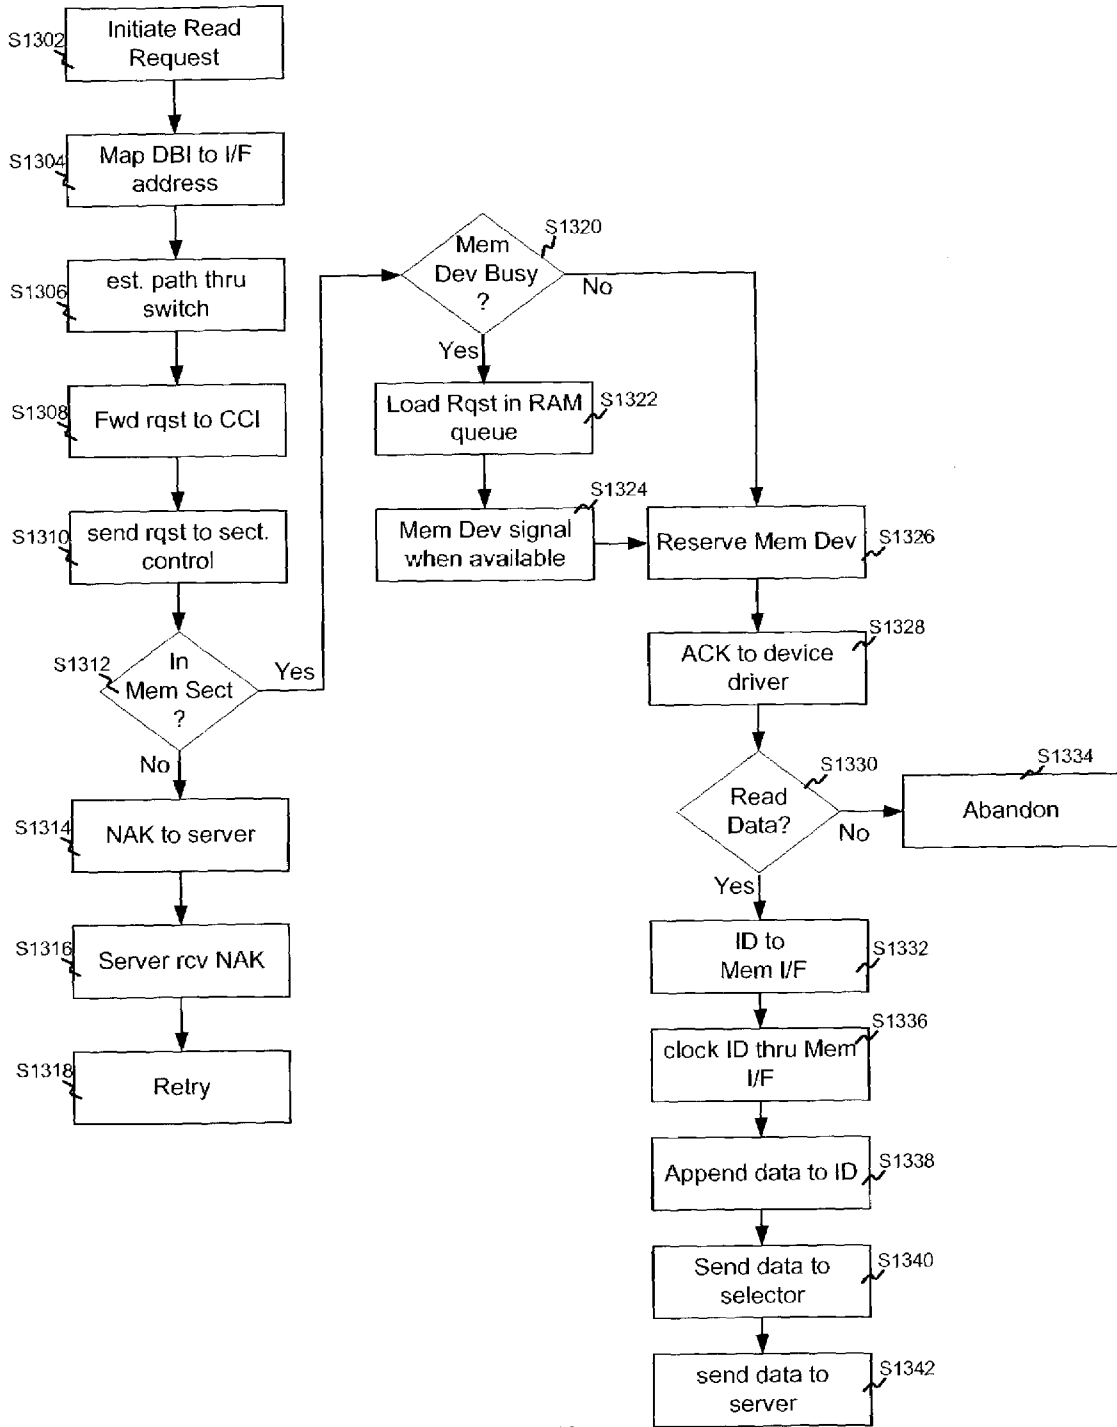 S1302
Initiate Read
Request
S1304
Map DBI to I/F
address
S1306
est. path thru
switch
S1308
Fwd rqst to CCI
S1310
send rqst to sect.
control
S1312
In
Mem Sect
?
Yes
No
S1314
NAK to server
S1316
Server rcv NAK
S1318
Retry
S1320
Mem
Dev Busy
?
No
Yes
S1322
Load Rqst in RAM
queue
S1324
Mem Dev signal
when available
S1326
Reserve Mem Dev
S1328
ACK to device
driver
S1330
Read
Data?
No
S1334
Abandon
Yes
S1332
ID to
Mem I/F
S1336
clock ID thru Mem
I/F
S1338
Append data to ID
S1340
Send data to
selector
S1342
send data to
server